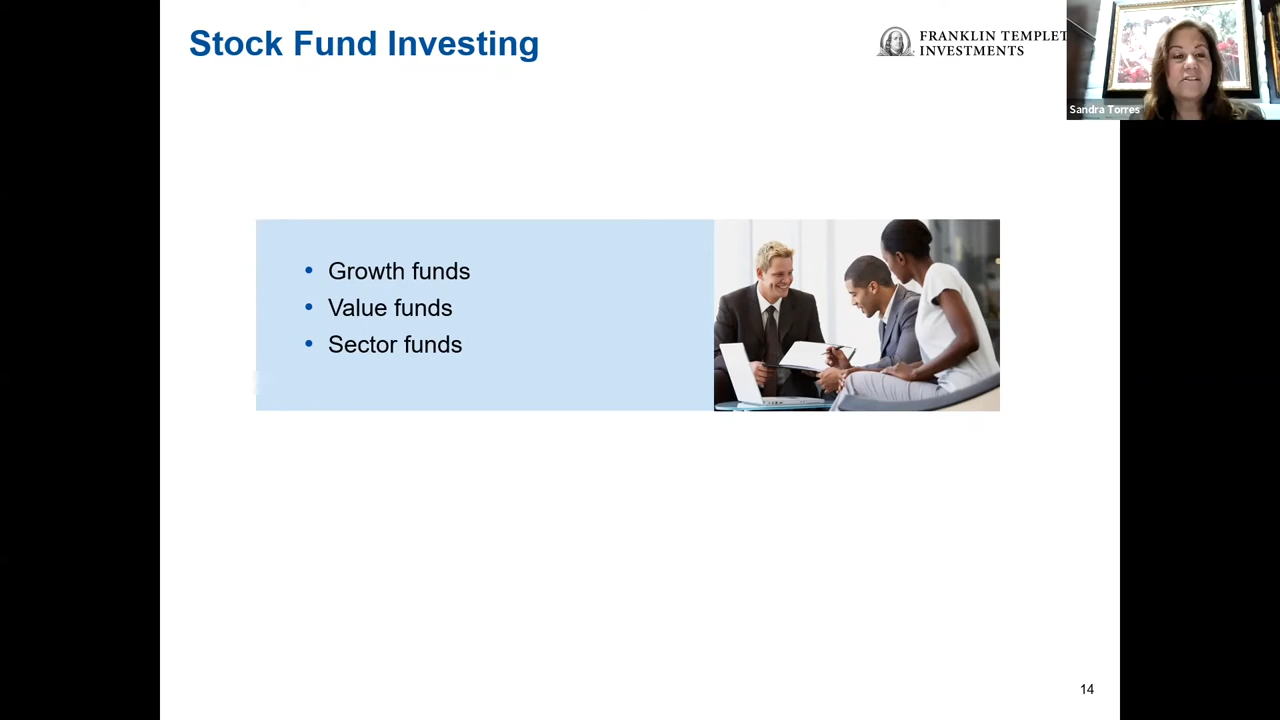 Stock Fund Investing
FRANKLIN TEMPLET
INVESTMENTS
Sandra Torres
• Growth funds
• Value funds
• Sector funds
14